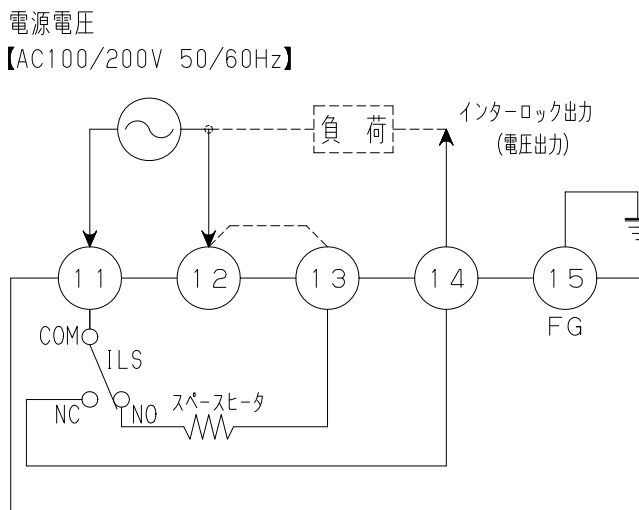 電源電圧
【AC100/200V 50/60Hz】
負 荷
インターロック出力
(電圧出力)
11
12
13
14
15
FG
COM
ILS
NC
NO
スペースヒータ